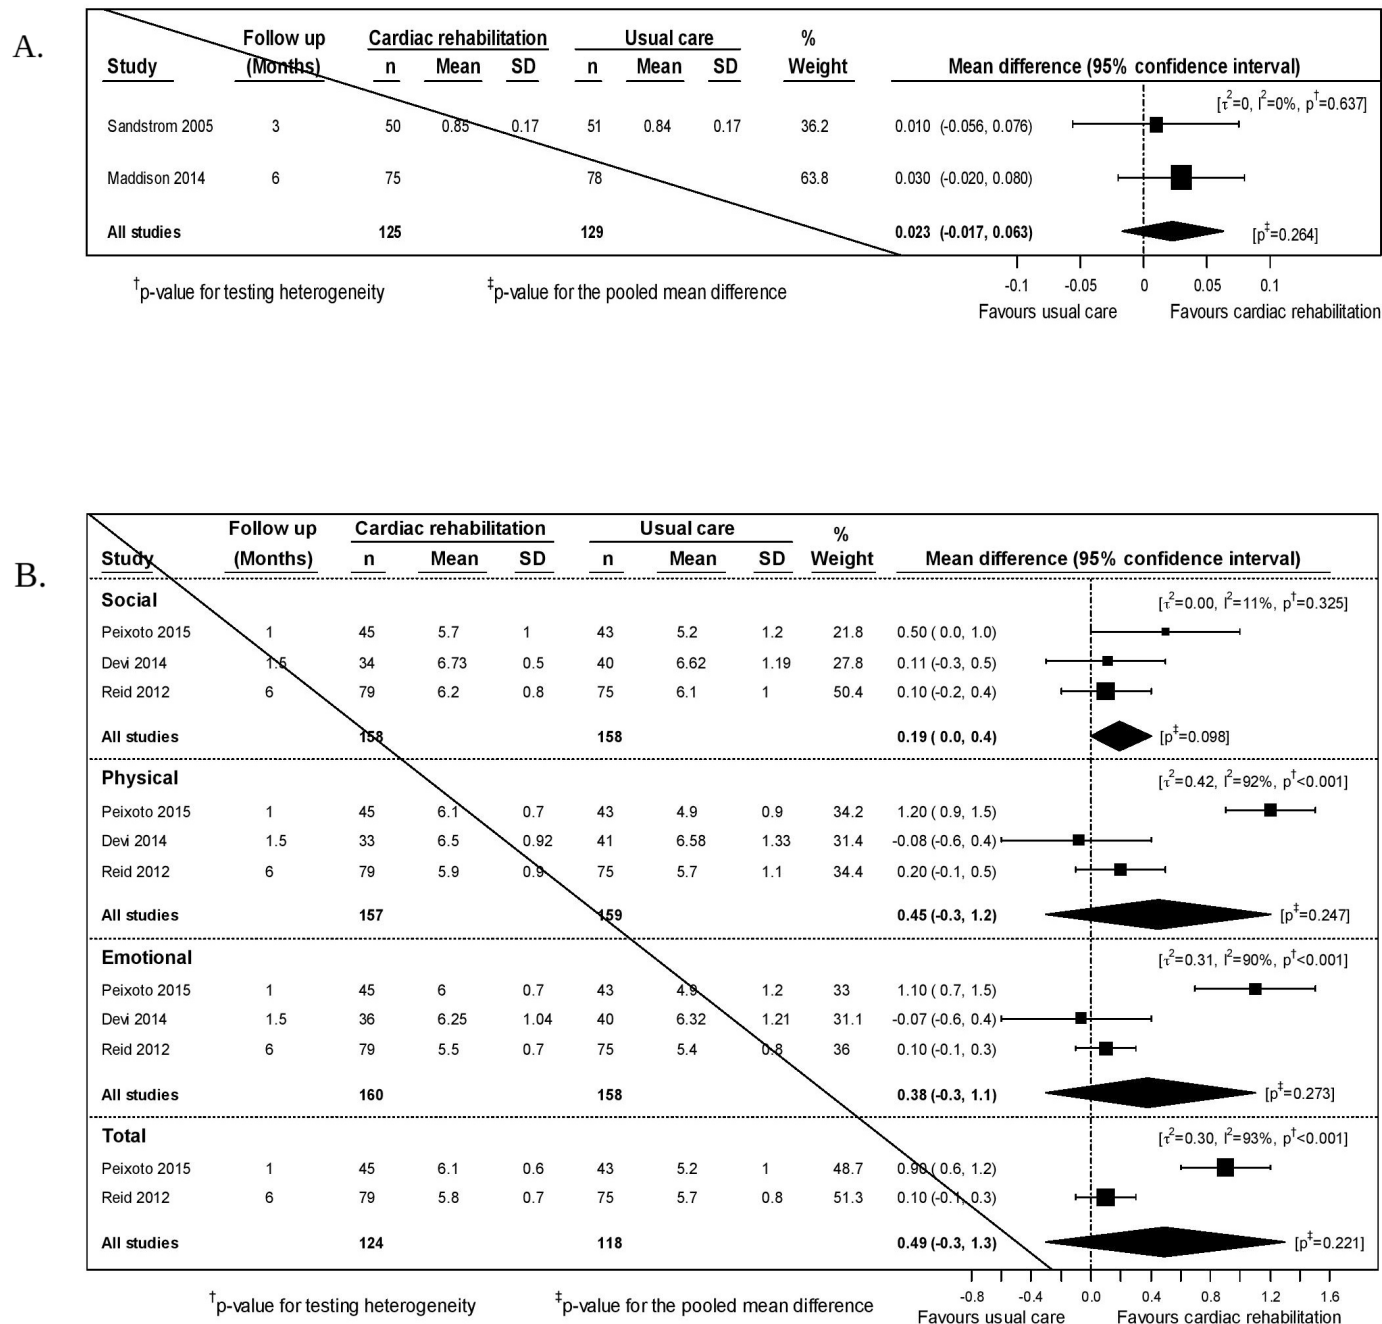 A.
Follow up Cardiac rehabilitation Usual care %
Study (Months) n Mean SD n Mean SD Weight Mean difference (95% confidence interval)
[τ²=0, I²=0%, p†=0.637]
Sandstrom 2005 3 50 0.85 0.17 51 0.84 0.17 36.2 0.010 (-0.056, 0.076)
Maddison 2014 6 75 78 63.8 0.030 (-0.020, 0.080)
All studies 125 129 0.023 (-0.017, 0.063) [p‡=0.264]
-0.1 -0.05 0 0.05 0.1
†p-value for testing heterogeneity ‡p-value for the pooled mean difference
Favours usual care Favours cardiac rehabilitation
B.
Follow up Cardiac rehabilitation Usual care %
Study (Months) n Mean SD n Mean SD Weight Mean difference (95% confidence interval)
Social [τ²=0.00, I²=11%, p†=0.325]
Peixoto 2015 1 45 5.7 1 43 5.2 1.2 21.8 0.50 ( 0.0, 1.0)
Devi 2014 1.5 34 6.73 0.5 40 6.62 1.19 27.8 0.11 (-0.3, 0.5)
Reid 2012 6 79 6.2 0.8 75 6.1 1 50.4 0.10 (-0.2, 0.4)
All studies 158 158 0.19 ( 0.0, 0.4) [p‡=0.098]
Physical [τ²=0.42, I²=92%, p†<0.001]
Peixoto 2015 1 45 6.1 0.7 43 4.9 0.9 34.2 1.20 ( 0.9, 1.5)
Devi 2014 1.5 33 6.5 0.92 41 6.58 1.33 31.4 -0.08 (-0.6, 0.4)
Reid 2012 6 79 5.9 0.9 75 5.7 1.1 34.4 0.20 (-0.1, 0.5)
All studies 157 159 0.45 (-0.3, 1.2) [p‡=0.247]
Emotional [τ²=0.31, I²=90%, p†<0.001]
Peixoto 2015 1 45 6 0.7 43 4.9 1.2 33 1.10 ( 0.7, 1.5)
Devi 2014 1.5 36 6.25 1.04 40 6.32 1.21 31.1 -0.07 (-0.6, 0.4)
Reid 2012 6 79 5.5 0.7 75 5.4 0.8 36 0.10 (-0.1, 0.3)
All studies 160 158 0.38 (-0.3, 1.1) [p‡=0.273]
Total [τ²=0.30, I²=93%, p†<0.001]
Peixoto 2015 1 45 6.1 0.6 43 5.2 1 48.7 0.90 ( 0.6, 1.2)
Reid 2012 6 79 5.8 0.7 75 5.7 0.8 51.3 0.10 (-0.1, 0.3)
All studies 124 118 0.49 (-0.3, 1.3) [p‡=0.221]
-0.8 -0.4 0.0 0.4 0.8 1.2 1.6
†p-value for testing heterogeneity ‡p-value for the pooled mean difference
Favours usual care Favours cardiac rehabilitation